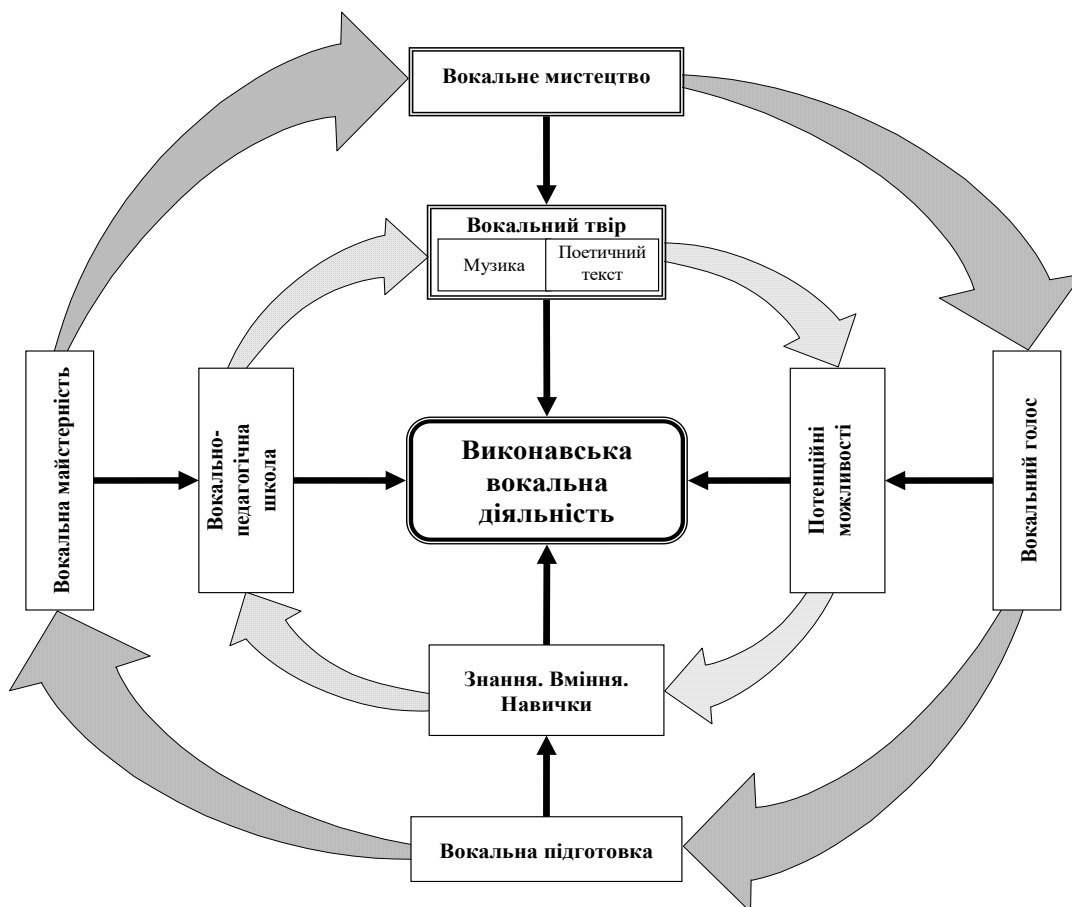 Вокальне мистецтво
Вокальний твір
Музика
Поетичний
текст
Вокальна майстерність
Вокально-
педагогічна
школа
Виконавська
вокальна
діяльність
Потенційні
можливості
Вокальний голос
Знання. Вміння.
Навички
Вокальна підготовка